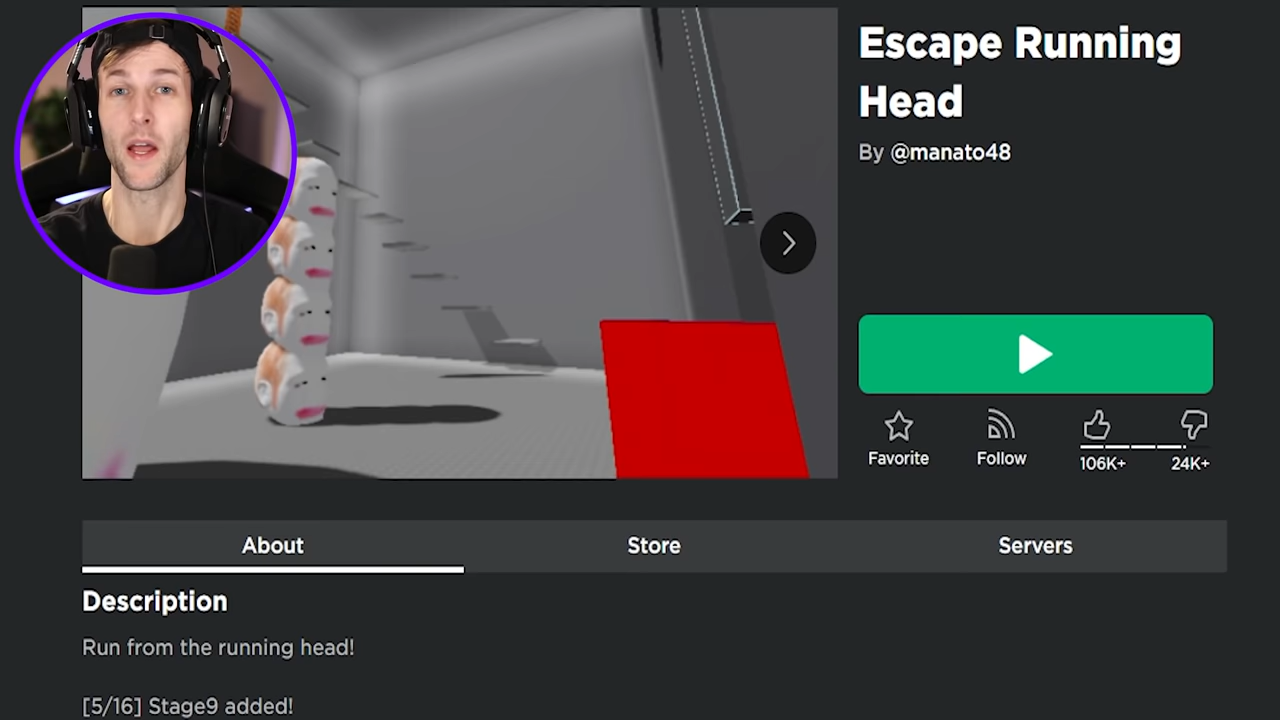 Escape Running
Head
By @manato48
Favorite
Follow
106K+
24K+
About
Store
Servers
Description
Run from the running head!
[5/16] Stage9 added!